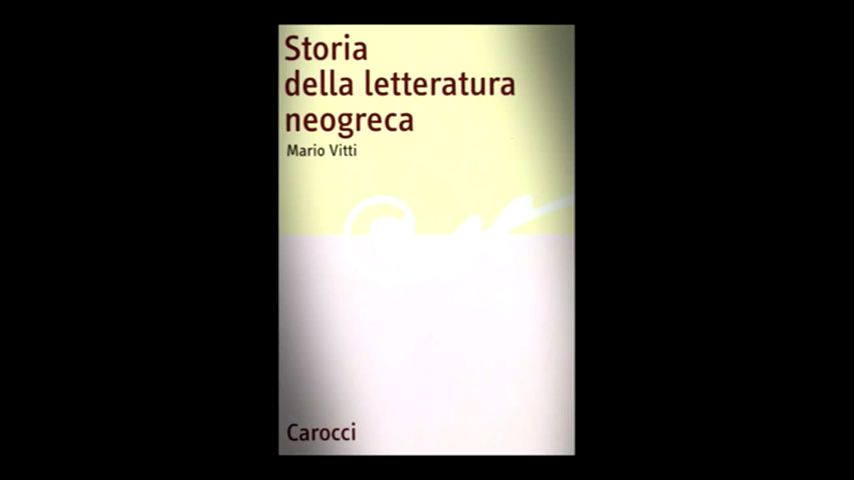 Storia
della letteratura
neogreca
Mario Vitti
Carocci